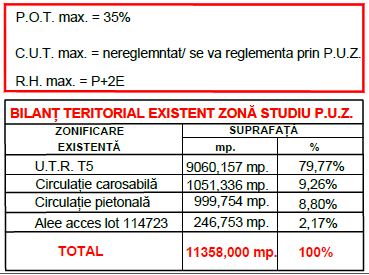 P.O.T. max. = 35%
C.U.T. max. = nereglemntat/ se va reglementa prin P.U.Z.
R.H. max. = P+2E
BILANȚ TERITORIAL EXISTENT ZONĂ STUDIU P.U.Z.
ZONIFICARE EXISTENTĂ SUPRAFAȚĂ
mp. %
U.T.R. T5 9060,157 mp. 79,77%
Circulație carosabilă 1051,336 mp. 9,26%
Circulație pietonală 999,754 mp. 8,80%
Alee acces lot 114723 246,753 mp. 2,17%
TOTAL 11358,000 mp. 100%